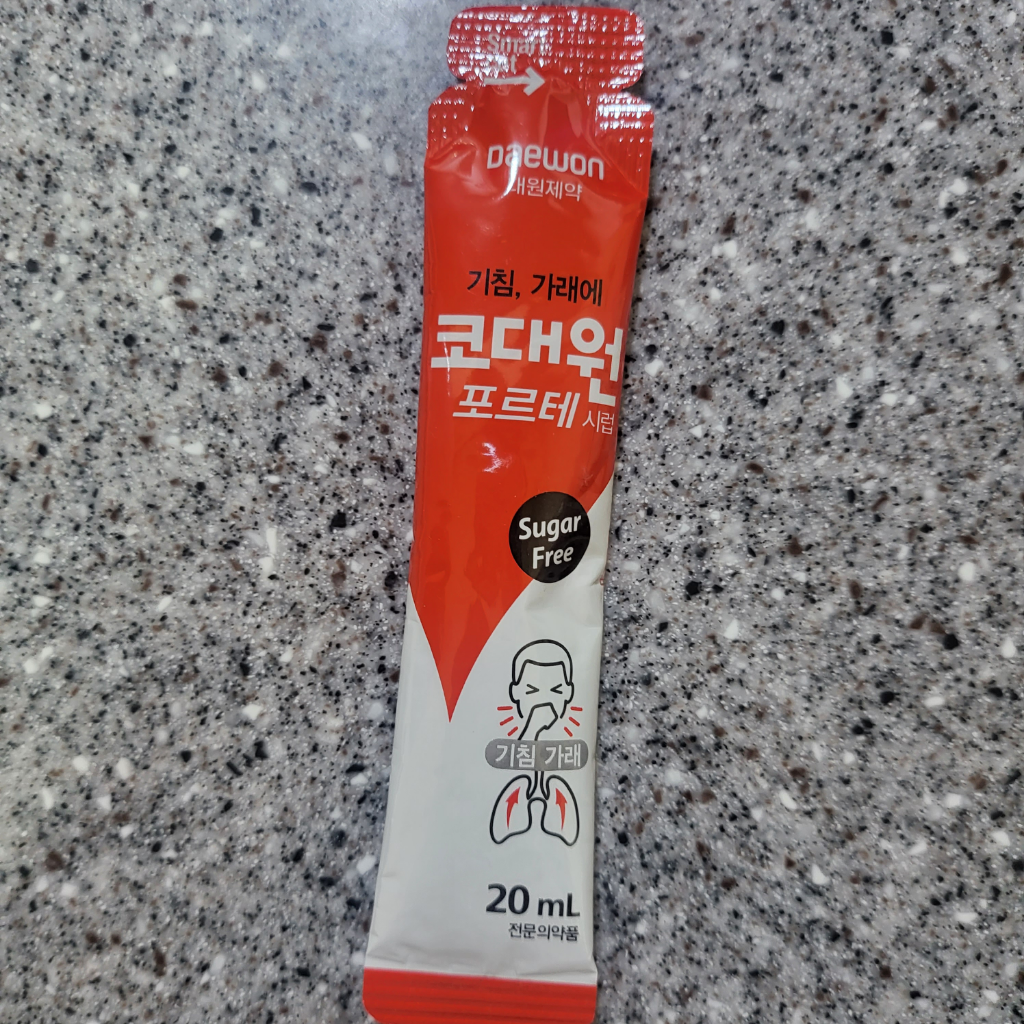 Smart
cut
Daewon
대원제약
기침, 가래에
코대원
포르테 시럽
Sugar
Free
기침 가래
20 mL
전문의약품